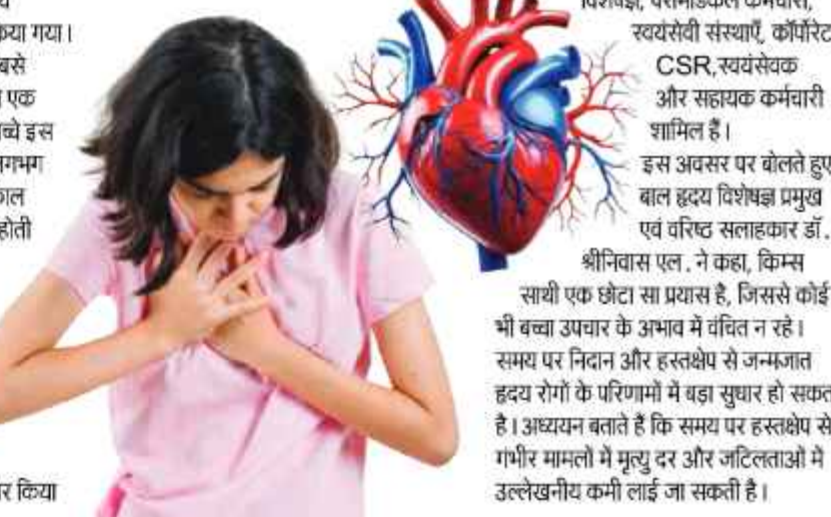 किया गया।
एक
इस
होती
र किया
विशेषज्ञ, पैरामेडिकल कर्मचारी,
स्वयंसेवी संस्थाएँ, कॉर्पोरेट
CSR, स्वयंसेवक
और सहायक कर्मचारी
शामिल हैं।
इस अवसर पर बोलते हुए
बाल हृदय विशेषज्ञ प्रमुख
एवं वरिष्ठ सलाहकार डॉ.
श्रीनिवास एल. ने कहा, किम्स
साथी एक छोटा सा प्रयास है, जिससे कोई
भी बच्चा उपचार के अभाव में वंचित न रहे।
समय पर निदान और हस्तक्षेप से जन्मजात
हृदय रोगों के परिणामों में बड़ा सुधार हो सकत
है। अध्ययन बताते हैं कि समय पर हस्तक्षेप से
गंभीर मामलों में मृत्यु दर और जटिलताओं में
उल्लेखनीय कमी लाई जा सकती है।